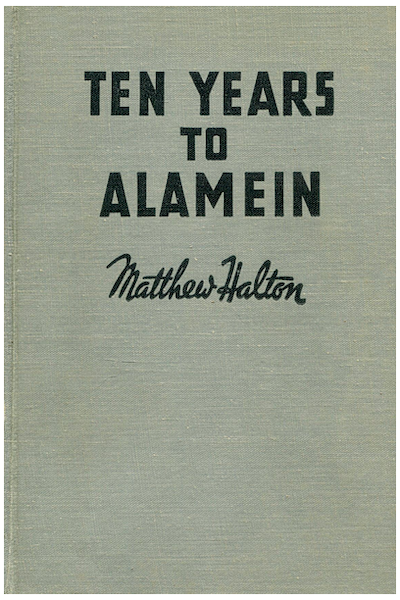 TEN YEARS
TO
ALAMEIN
Matthew Halton